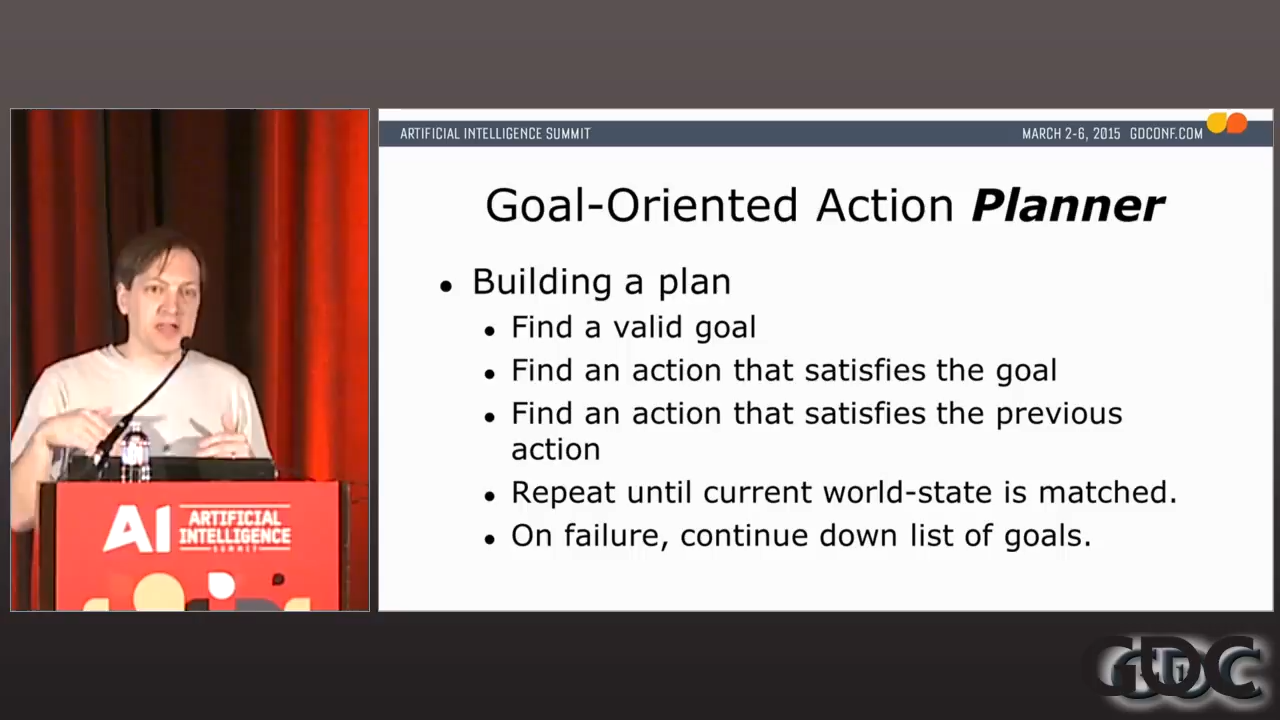 ARTIFICIAL INTELLIGENCE SUMMIT
MARCH 2-6, 2015 GDCONF.COM
Goal-Oriented Action Planner
• Building a plan
• Find a valid goal
• Find an action that satisfies the goal
• Find an action that satisfies the previous
action
• Repeat until current world-state is matched.
• On failure, continue down list of goals.
AI
ARTIFICIAL
INTELLIGENCE
SUMMIT
GDC